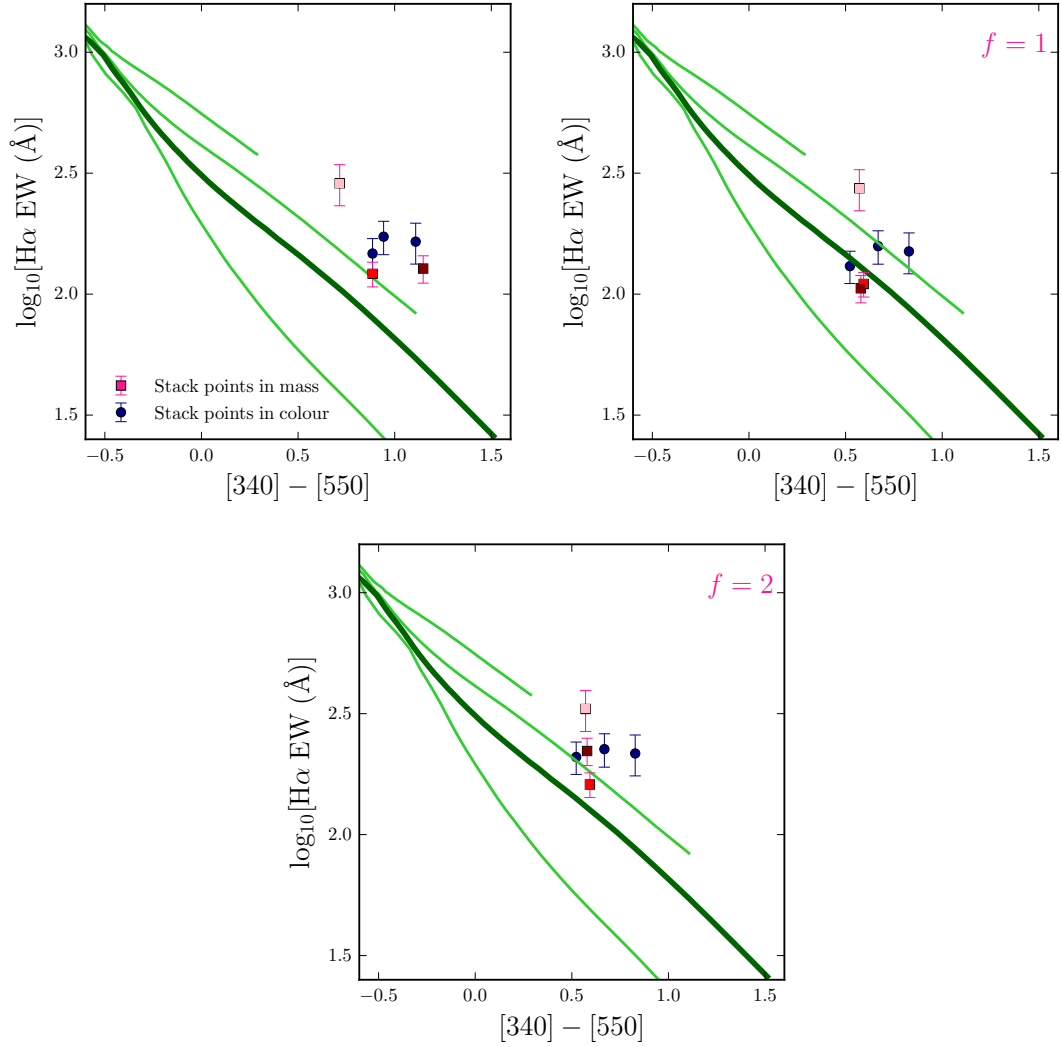 3.0
2.5
2.0
1.5
log10[Hα EW (Å)]
−0.5 0.0 0.5 1.0 1.5
[340] − [550]
Stack points in mass
Stack points in colour
f = 1
3.0
2.5
2.0
1.5
log10[Hα EW (Å)]
−0.5 0.0 0.5 1.0 1.5
[340] − [550]
f = 2
3.0
2.5
2.0
1.5
log10[Hα EW (Å)]
−0.5 0.0 0.5 1.0 1.5
[340] − [550]